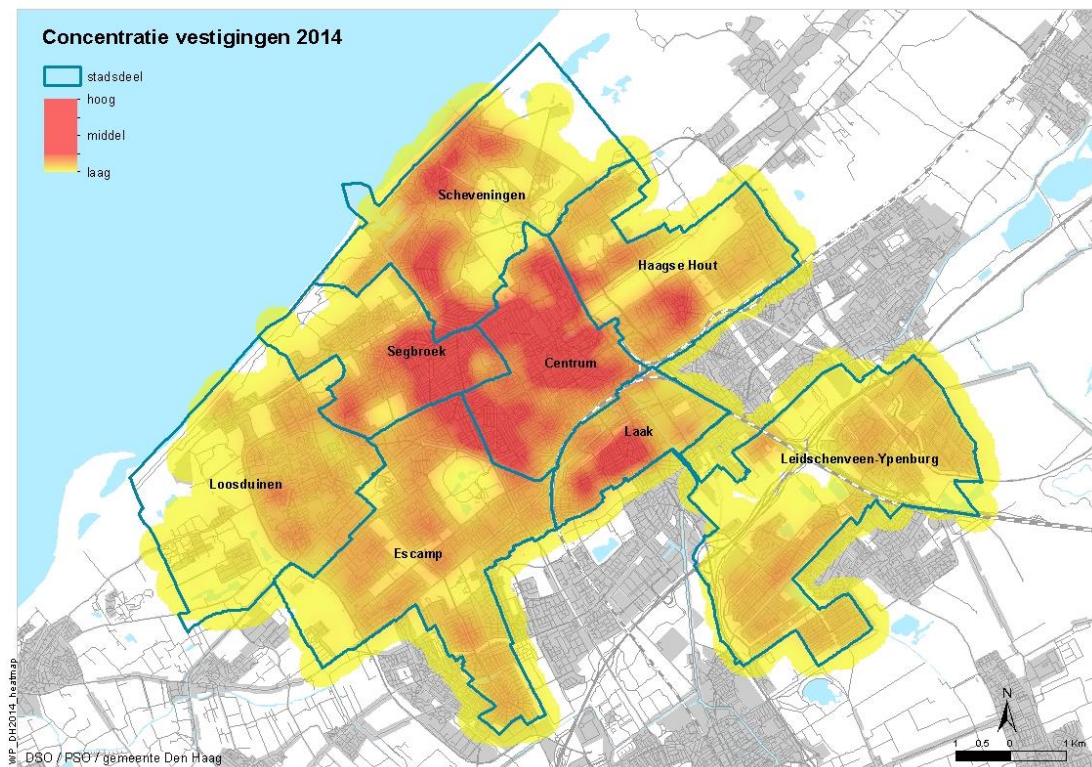 Concentratie vestigingen 2014
stadsdeel
hoog
middel
laag
Scheveningen
Haagse Hout
Segbroek
Centrum
Laak
Leidschenveen-Ypenburg
Loosduinen
Escamp
WP_DH2014_heatmap
DSO / PSO / gemeente Den Haag
N
1 0,5 0 1 Km